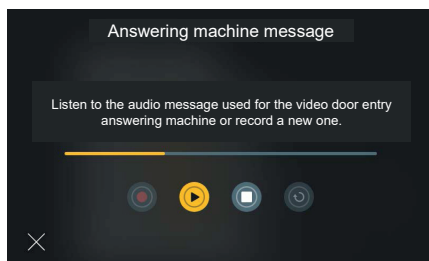 Answering machine message
Listen to the audio message used for the video door entry
answering machine or record a new one.